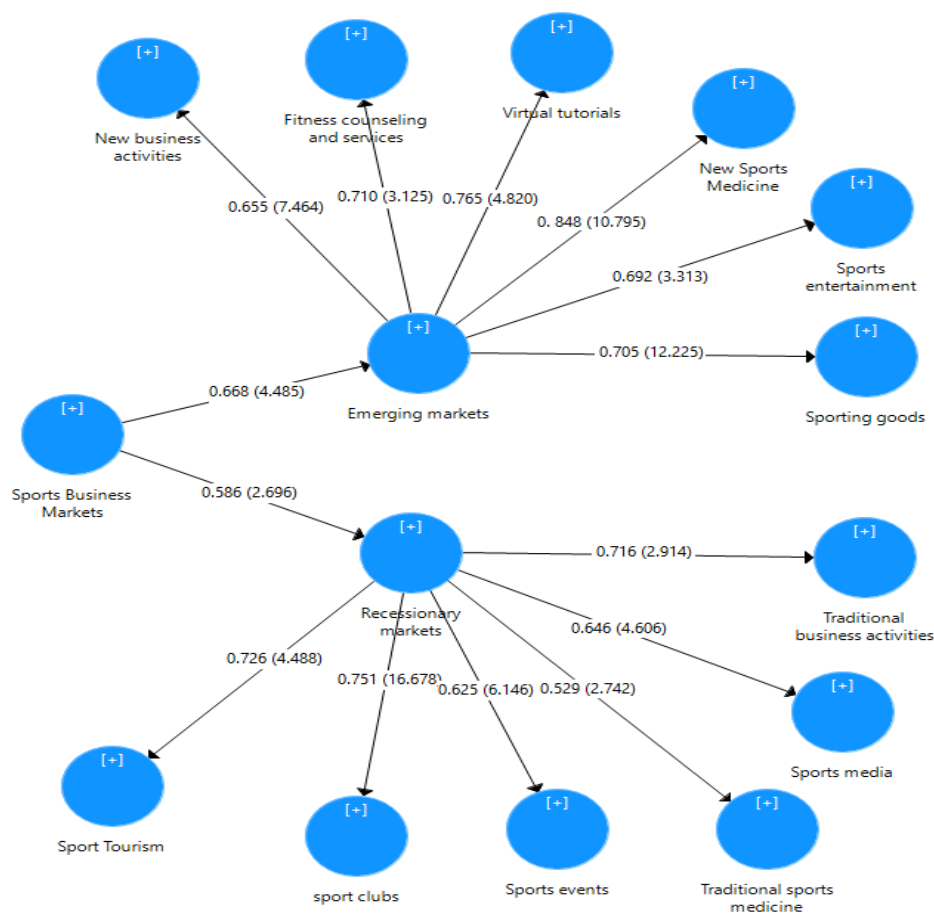 [+]
New business
activities
[+]
Fitness counseling
and services
[+]
Virtual tutorials
[+]
New Sports
Medicine
[+]
Sports
entertainment
[+]
Sporting goods
0.655 (7.464)
0.710 (3.125)
0.765 (4.820)
0. 848 (10.795)
0.692 (3.313)
0.705 (12.225)
[+]
Emerging markets
0.668 (4.485)
[+]
Sports Business
Markets
0.586 (2.696)
[+]
Recessionary
markets
0.716 (2.914)
0.646 (4.606)
0.726 (4.488)
0.751 (16.678)
0.625 (6.146)
0.529 (2.742)
[+]
Traditional
business activities
[+]
Sports media
[+]
Sport Tourism
[+]
sport clubs
[+]
Sports events
[+]
Traditional sports
medicine